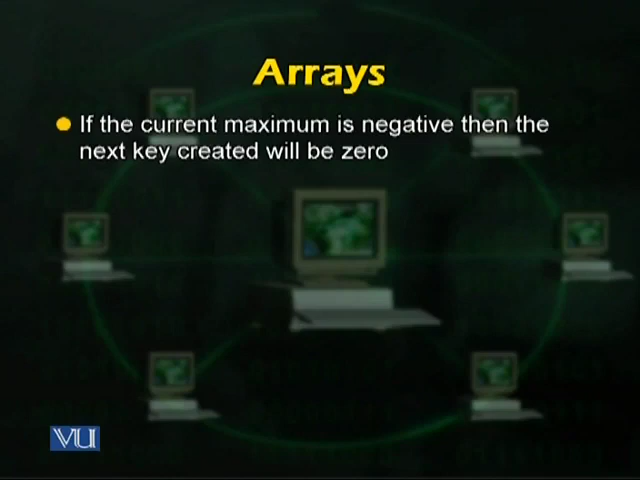 Arrays
If the current maximum is negative then the
next key created will be zero
VU